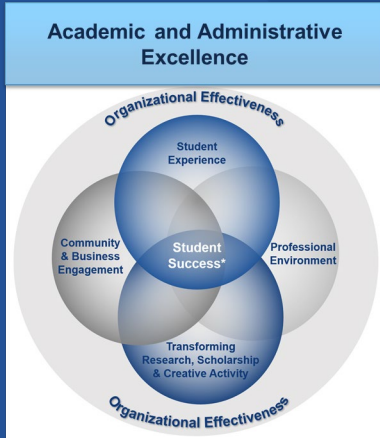 Academic and Administrative
Excellence
Organizational Effectiveness
Student
Experience
Community
& Business
Engagement
Student
Success*
Professional
Environment
Transforming
Research, Scholarship
& Creative Activity
Organizational Effectiveness